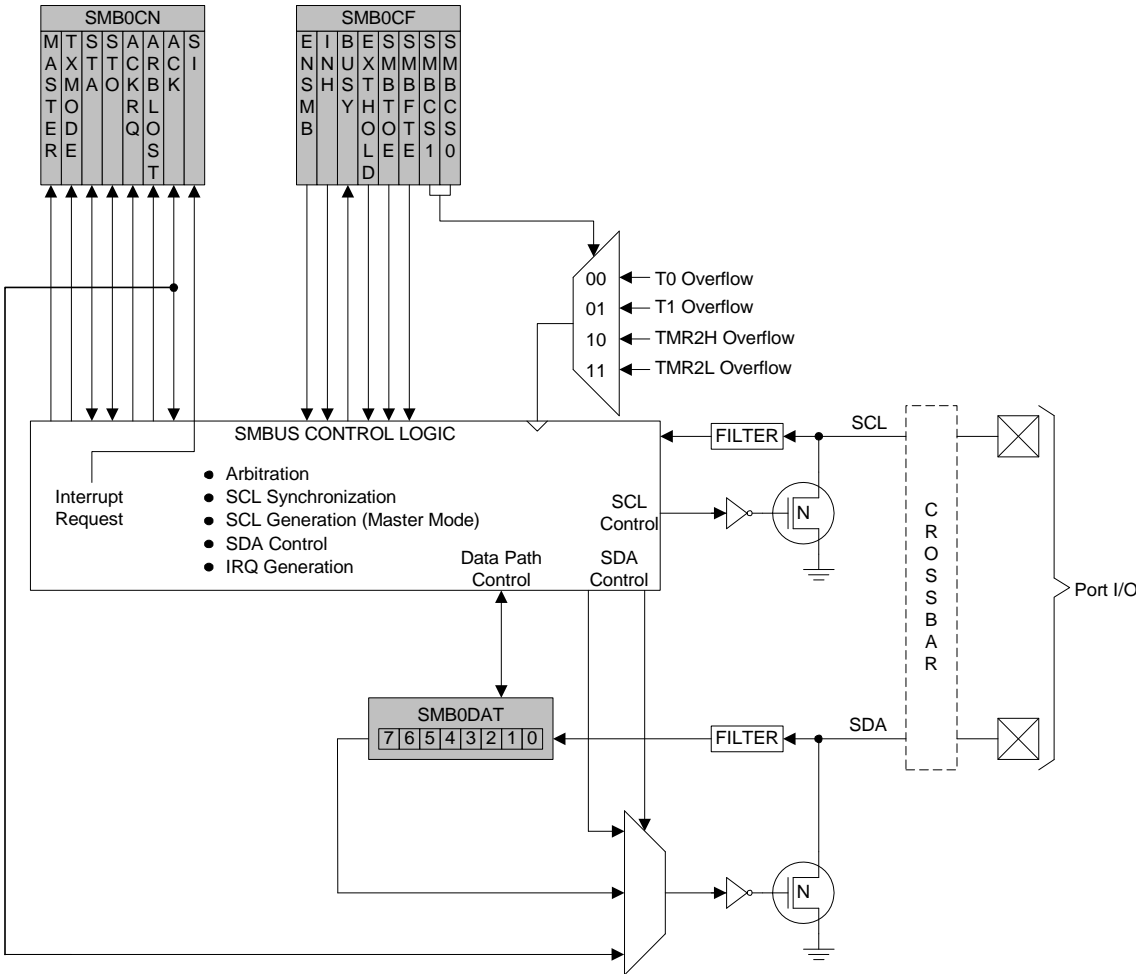 SMB0CN
MASTER
TXMODE
STA
STO
ACKRQ
ARBLOST
ACK
SI
SMB0CF
ENSMB
INH
BUSY
EXTHOLD
SMBTOE
SMBFTE
SMBCS1
SMBCS0
00
T0 Overflow
01
T1 Overflow
10
TMR2H Overflow
11
TMR2L Overflow
SMBUS CONTROL LOGIC
Interrupt
Request
● Arbitration
● SCL Synchronization
● SCL Generation (Master Mode)
● SDA Control
● IRQ Generation
SCL
Control
Data Path
Control
SDA
Control
FILTER
SCL
N
CROSSBAR
Port I/O
SMB0DAT
7 6 5 4 3 2 1 0
FILTER
SDA
N